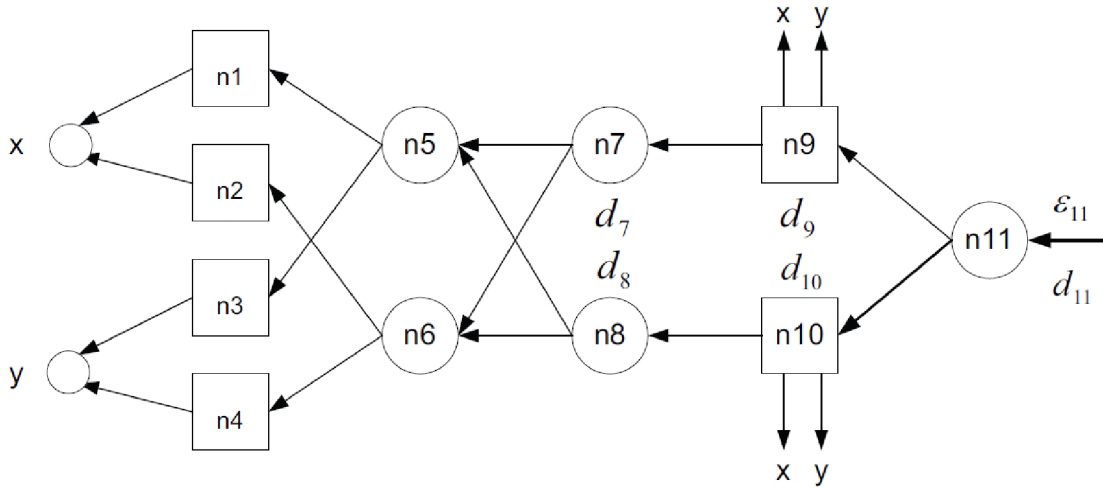 x y
n1
n5 n7 n9
x
n2
d₇ d₉ n11 ε₁₁
n3 d₈ d₁₀ d₁₁
n6 n8 n10
y
n4
x y